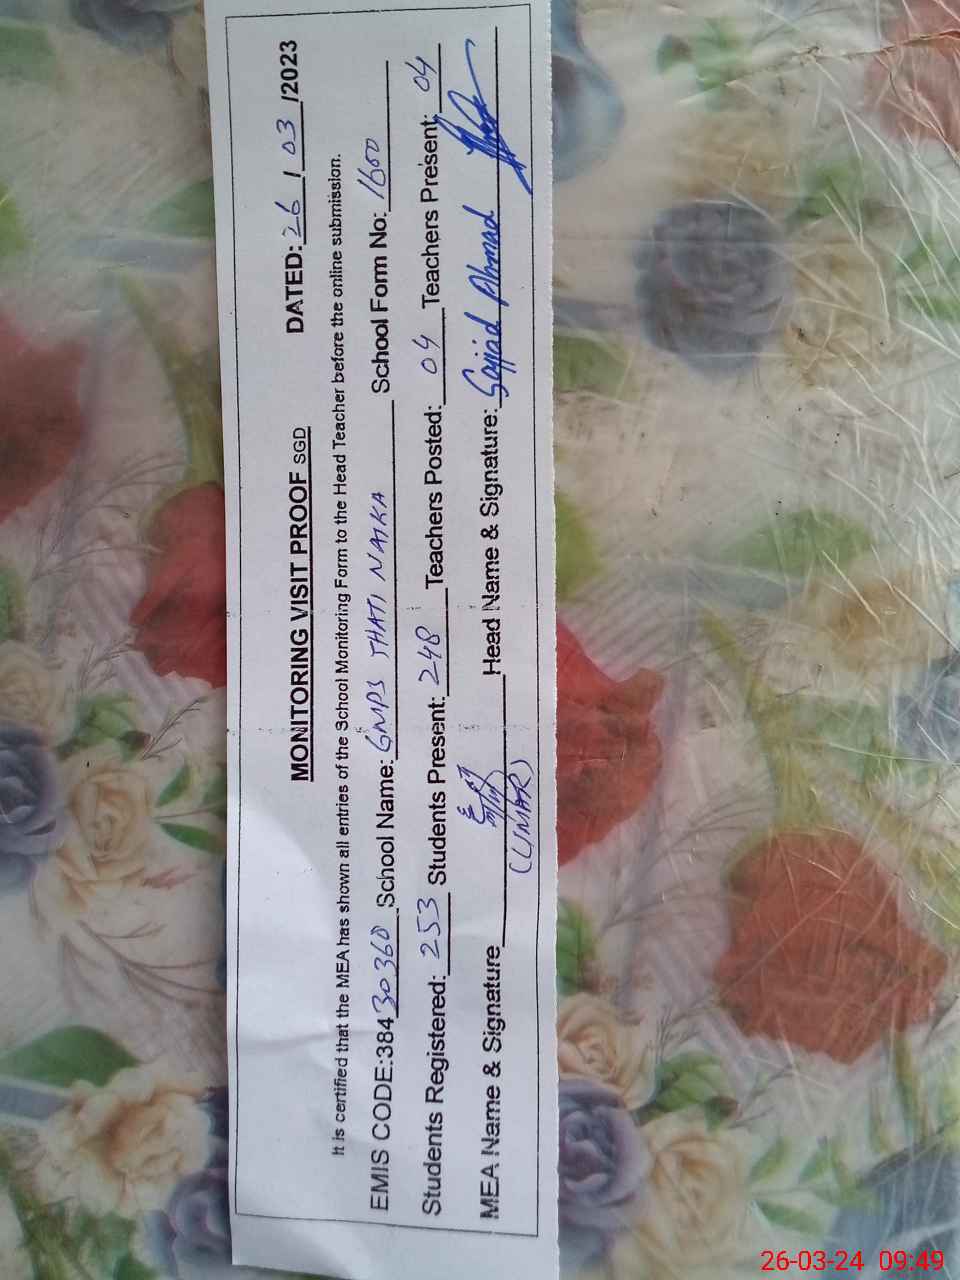 MONITORING VISIT PROOF SGD DATED: 26 / 03 /2023
It is certified that the MEA has shown all entries of the School Monitoring Form to the Head Teacher before the online submission.
EMIS CODE:38430360 School Name: GMPS THATI NAIKA School Form No: 1600
Students Registered: 253 Students Present: 248 Teachers Posted: 04 Teachers Present: 04
MEA Name & Signature Head Name & Signature: Sajjad Ahmad
(UMAR)
26-03-24 09:49